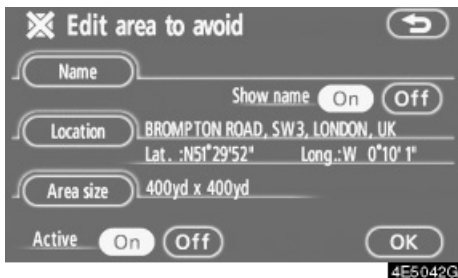 Edit area to avoid
Name
Show name On Off
Location BROMPTON ROAD, SW3, LONDON, UK
Lat. :N51°29'52" Long.:W 0°10' 1"
Area size 400yd x 400yd
Active On Off OK
4E5042G